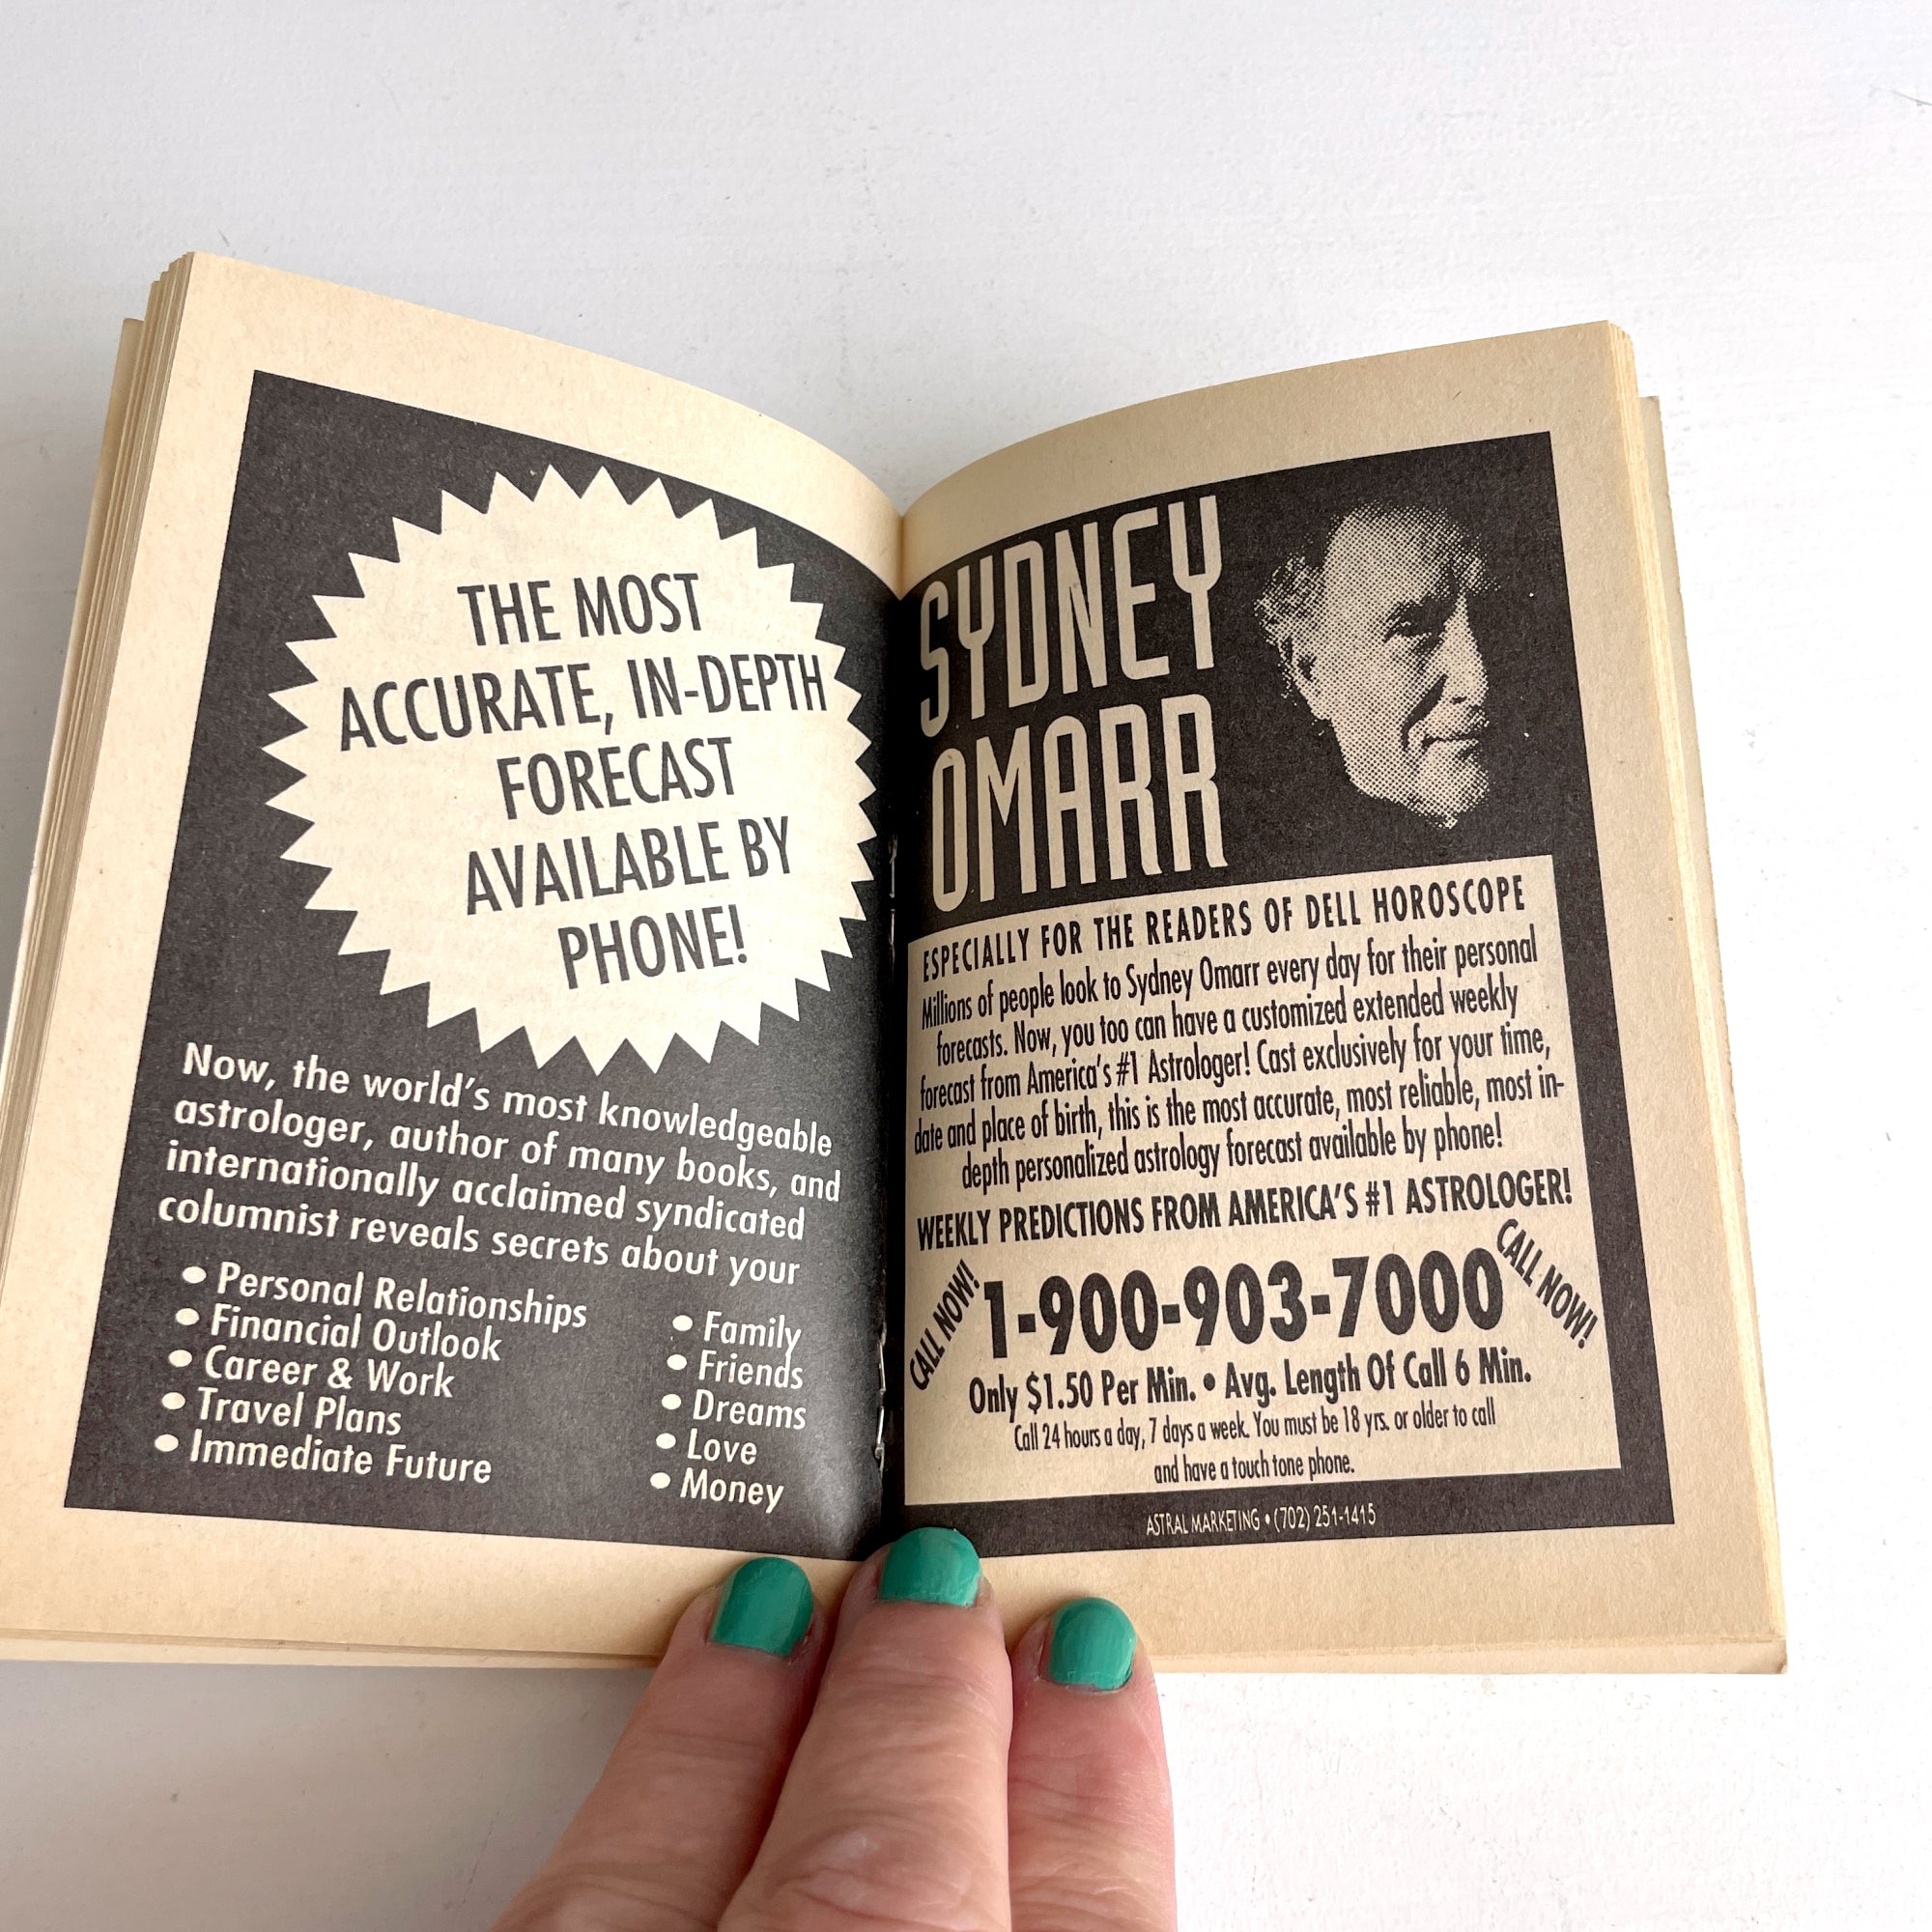 THE MOST
ACCURATE, IN-DEPTH
FORECAST
AVAILABLE BY
PHONE!
Now, the world's most knowledgeable
astrologer, author of many books, and
internationally acclaimed syndicated
columnist reveals secrets about your
• Personal Relationships
• Financial Outlook
• Career & Work
• Travel Plans
• Immediate Future
• Family
• Friends
• Dreams
• Love
• Money
SYDNEY
OMARR
ESPECIALLY FOR THE READERS OF DELL HOROSCOPE
Millions of people look to Sydney Omarr every day for their personal
forecasts. Now, you too can have a customized extended weekly
forecast from America's #1 Astrologer! Cast exclusively for your time,
date and place of birth, this is the most accurate, most reliable, most in-
depth personalized astrology forecast available by phone!
WEEKLY PREDICTIONS FROM AMERICA'S #1 ASTROLOGER!
CALL NOW!
1-900-903-7000
CALL NOW!
Only $1.50 Per Min. • Avg. Length Of Call 6 Min.
Call 24 hours a day, 7 days a week. You must be 18 yrs. or older to call
and have a touch tone phone.
ASTRAL MARKETING • (702) 251-1415